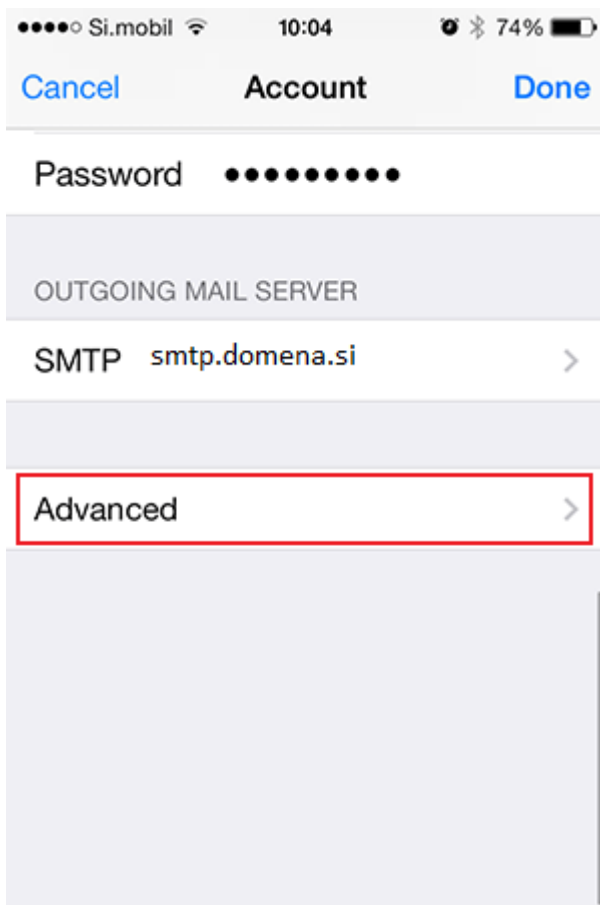 Si.mobil 10:04 74%
Cancel Account Done
Password ●●●●●●●●●
OUTGOING MAIL SERVER
SMTP smtp.domena.si
Advanced